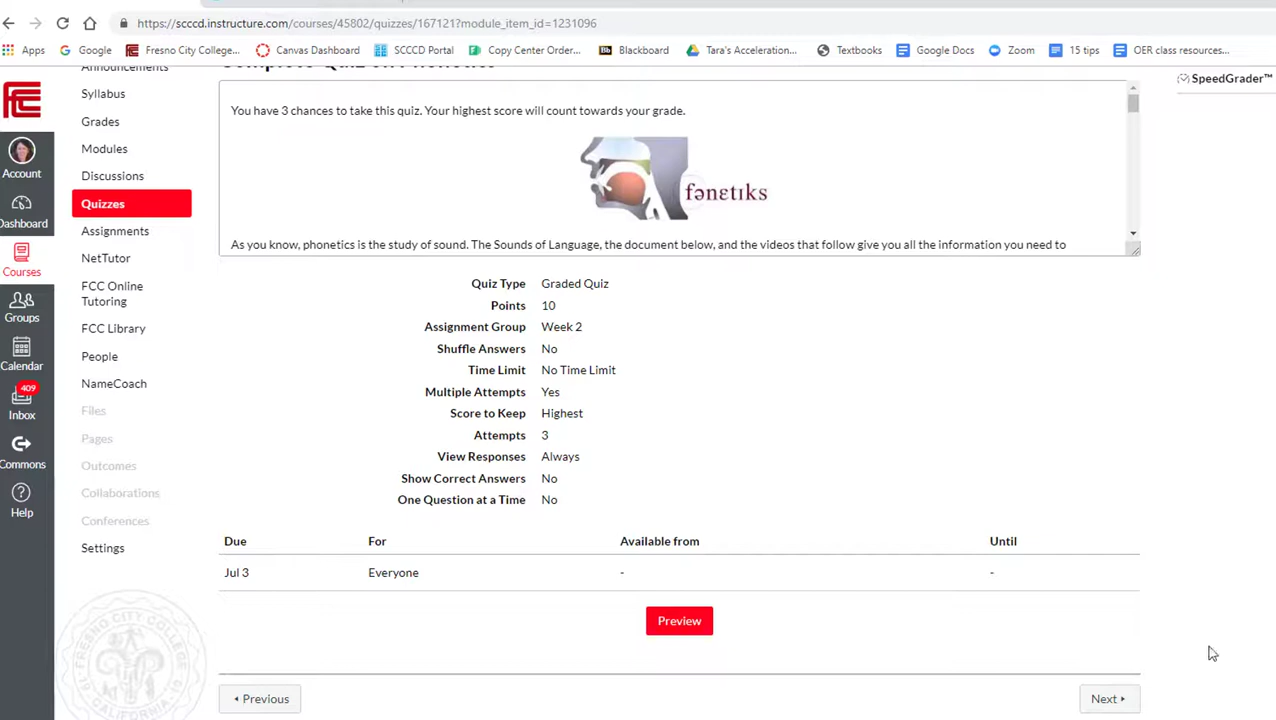 https://scccd.instructure.com/courses/45802/quizzes/167121?module_item_id=1231096
Apps Google Fresno City College... Canvas Dashboard SCCCD Portal Copy Center Order... Blackboard Tara's Acceleration... Textbooks Google Docs Zoom 15 tips OER class resources...
Announcements
SpeedGrader™
Syllabus
Grades
Modules
Discussions
Quizzes
Assignments
NetTutor
FCC Online
Tutoring
FCC Library
People
NameCoach
Files
Pages
Outcomes
Collaborations
Conferences
Settings
FCC
Account
Dashboard
Courses
Groups
Calendar
409
Inbox
Commons
Help
You have 3 chances to take this quiz. Your highest score will count towards your grade.
fənɛtɪks
As you know, phonetics is the study of sound. The Sounds of Language, the document below, and the videos that follow give you all the information you need to
Quiz Type Graded Quiz
Points 10
Assignment Group Week 2
Shuffle Answers No
Time Limit No Time Limit
Multiple Attempts Yes
Score to Keep Highest
Attempts 3
View Responses Always
Show Correct Answers No
One Question at a Time No
Due For Available from Until
Jul 3 Everyone - -
Preview
Previous
Next
FRESNO CITY COLLEGE
CALIFORNIA